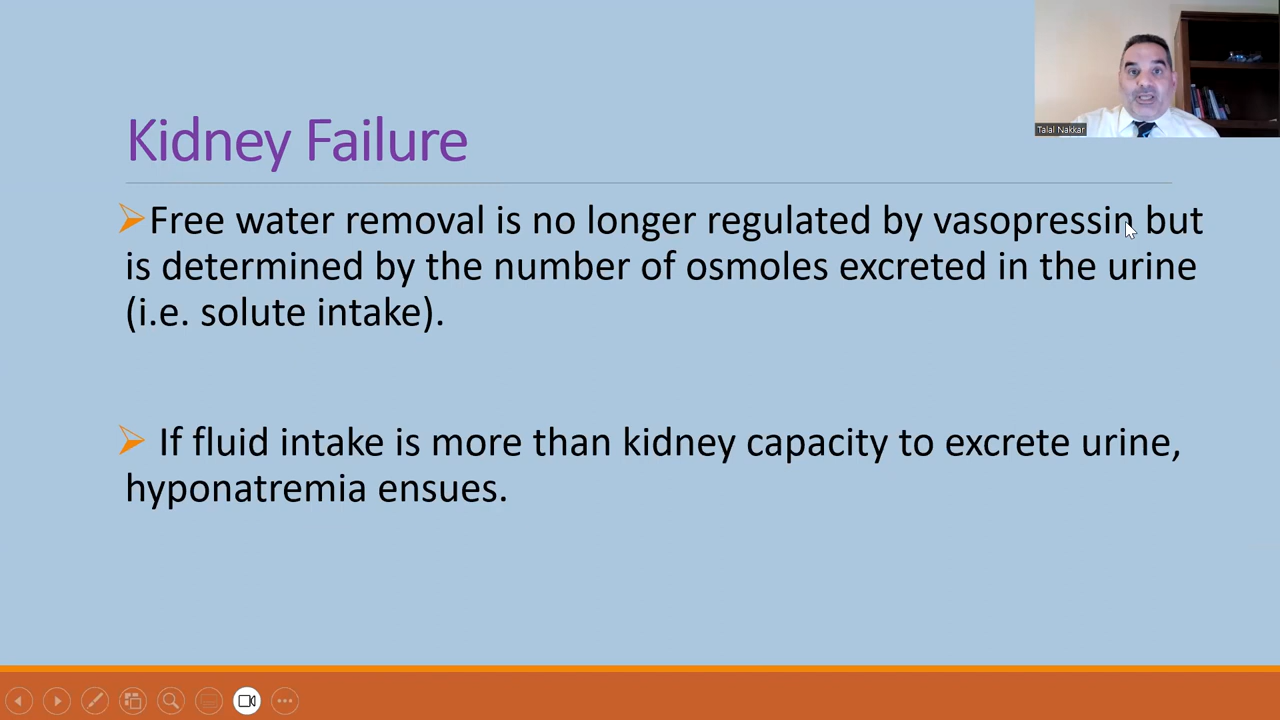 Talal Nakkar
Kidney Failure
Free water removal is no longer regulated by vasopressin but
is determined by the number of osmoles excreted in the urine
(i.e. solute intake).
If fluid intake is more than kidney capacity to excrete urine,
hyponatremia ensues.